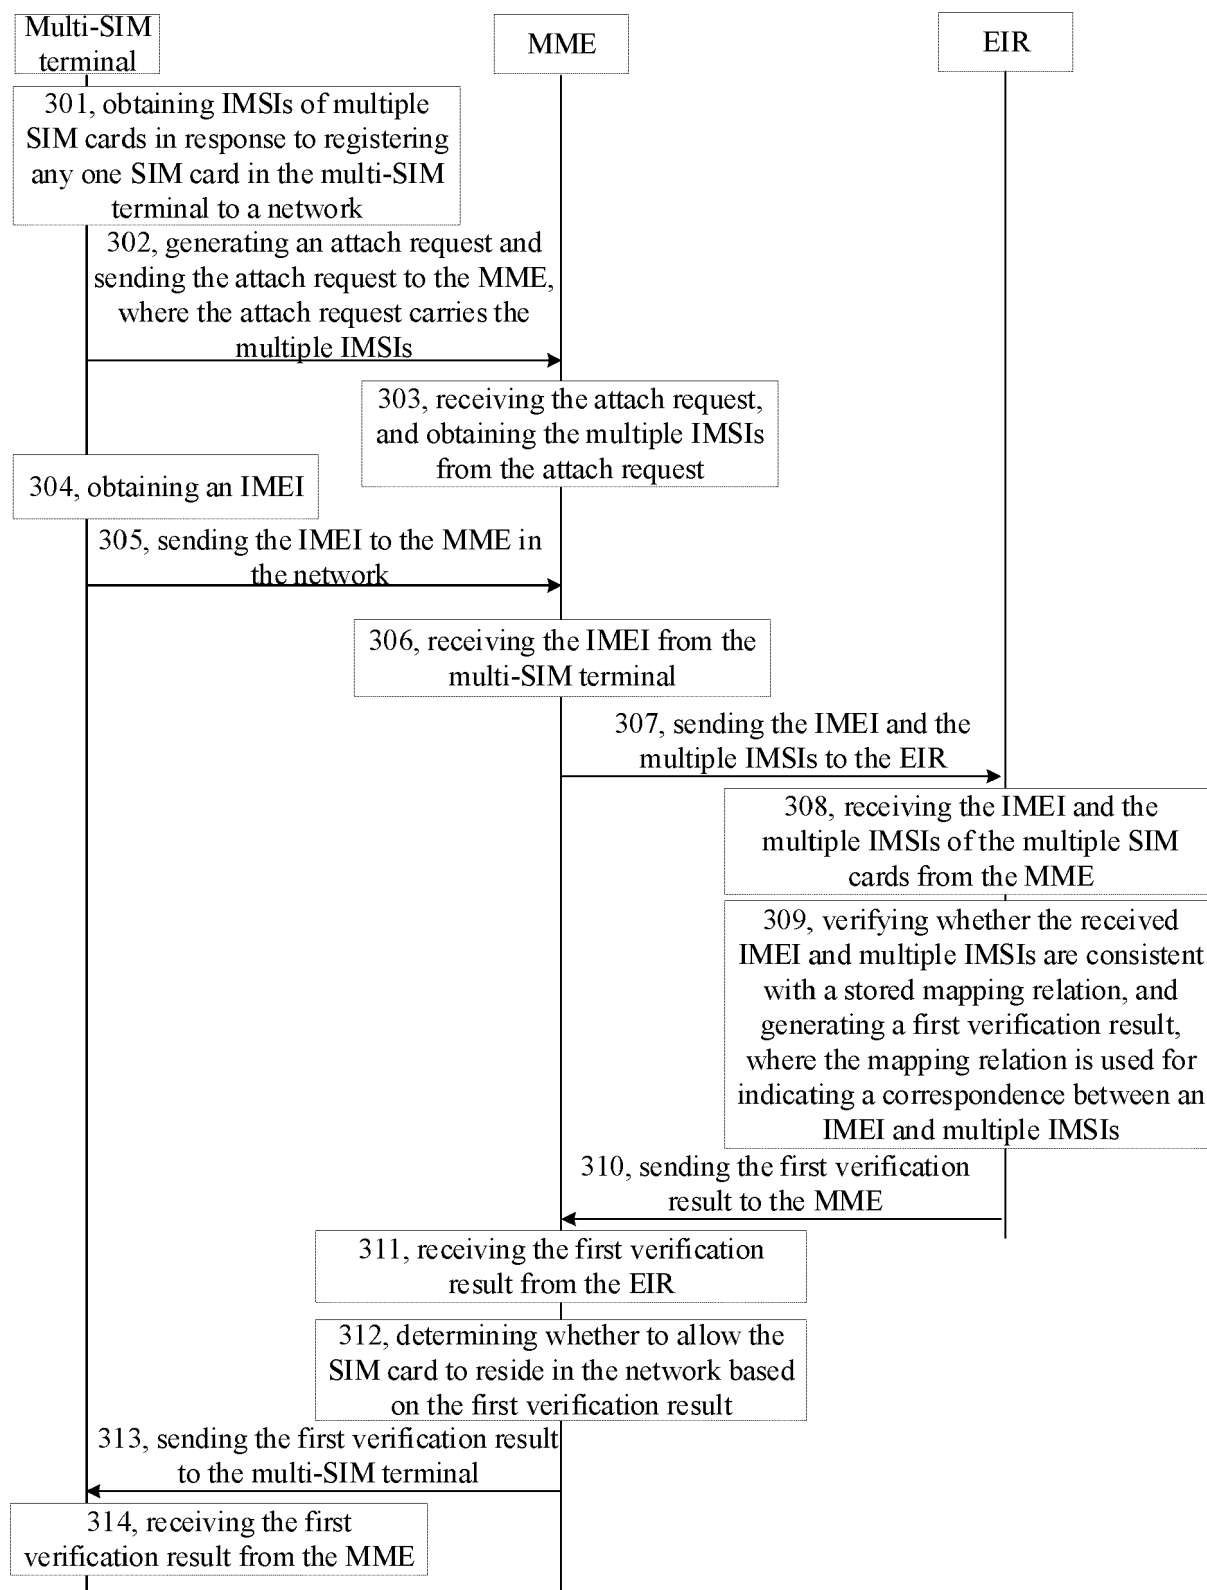 Multi-SIM
terminal
MME
EIR
301, obtaining IMSIs of multiple
SIM cards in response to registering
any one SIM card in the multi-SIM
terminal to a network
302, generating an attach request and
sending the attach request to the MME,
where the attach request carries the
multiple IMSIs
303, receiving the attach request,
and obtaining the multiple IMSIs
from the attach request
304, obtaining an IMEI
305, sending the IMEI to the MME in
the network
306, receiving the IMEI from the
multi-SIM terminal
307, sending the IMEI and the
multiple IMSIs to the EIR
308, receiving the IMEI and the
multiple IMSIs of the multiple SIM
cards from the MME
309, verifying whether the received
IMEI and multiple IMSIs are consistent
with a stored mapping relation, and
generating a first verification result,
where the mapping relation is used for
indicating a correspondence between an
IMEI and multiple IMSIs
310, sending the first verification
result to the MME
311, receiving the first verification
result from the EIR
312, determining whether to allow the
SIM card to reside in the network based
on the first verification result
313, sending the first verification result
to the multi-SIM terminal
314, receiving the first
verification result from the MME